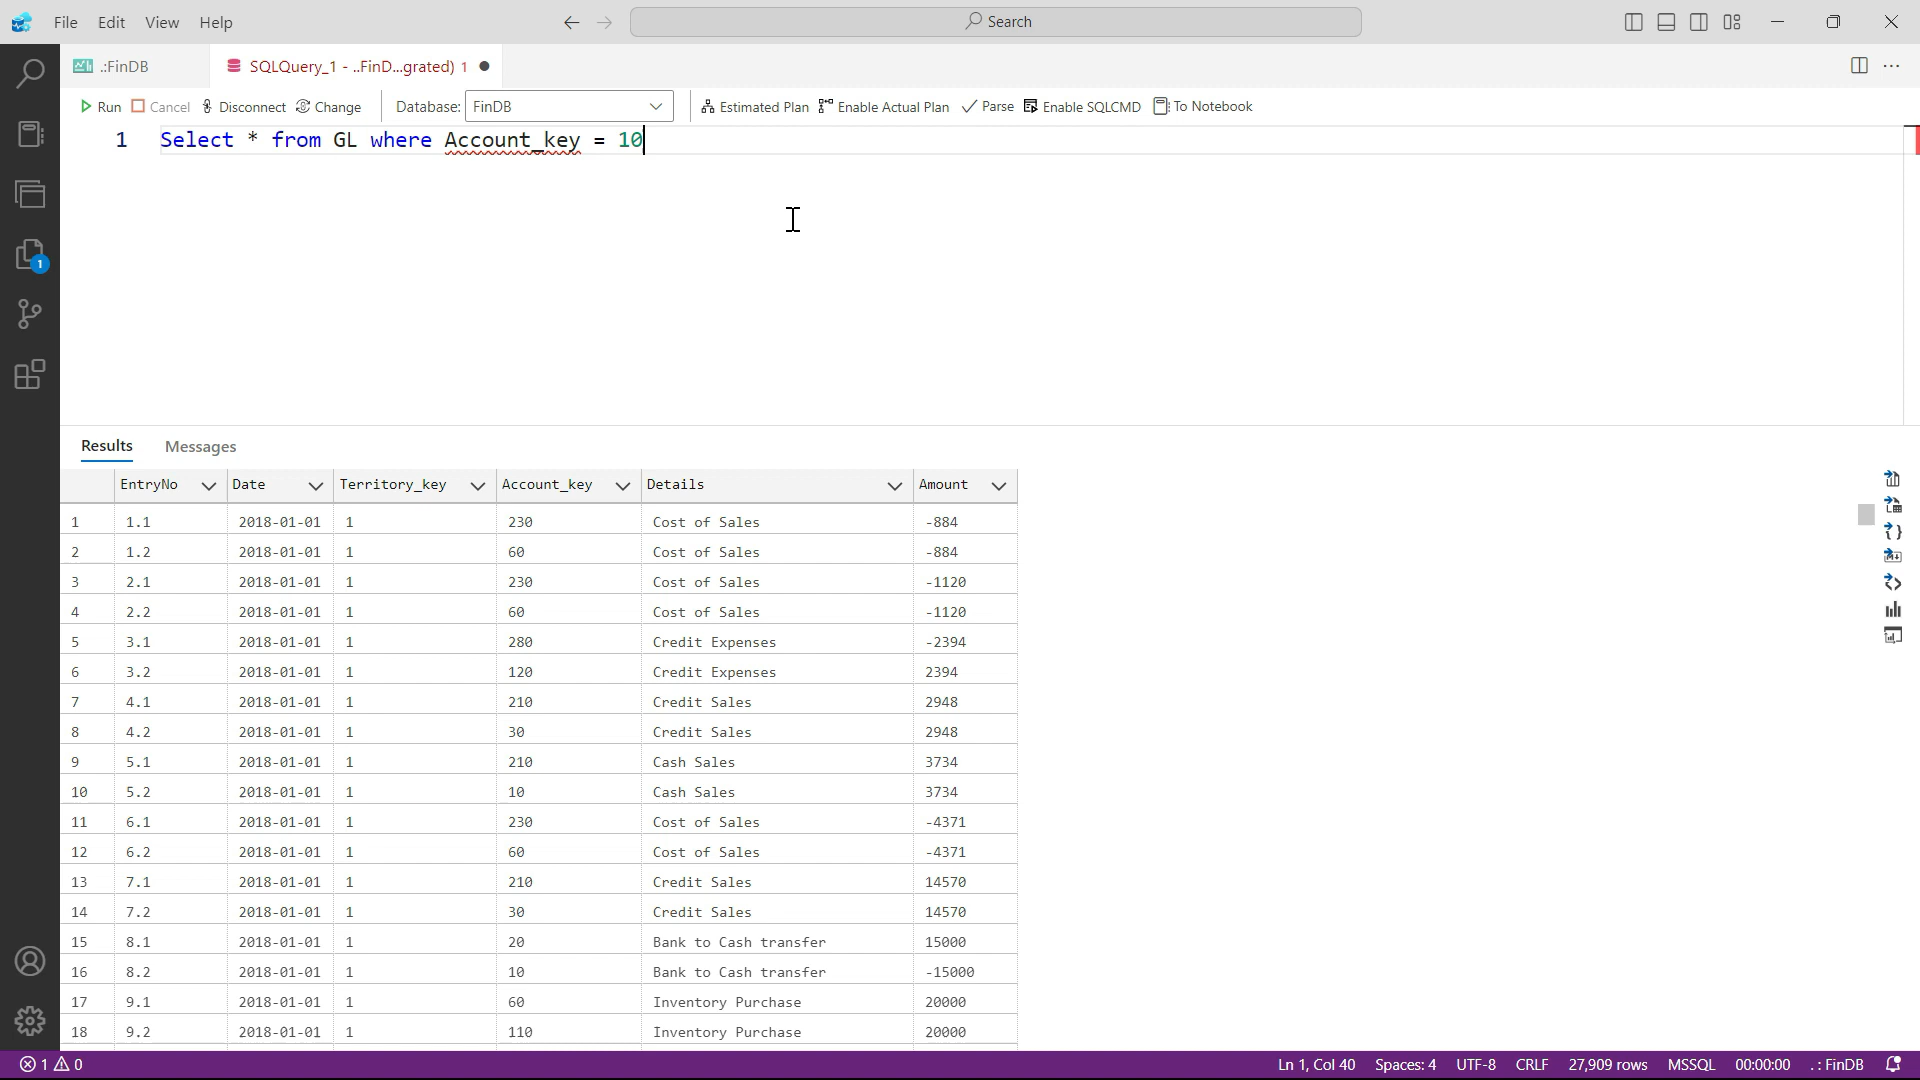 File Edit View Help Search
.:FinDB SQLQuery_1 - ..FinD...grated) 1
Run Cancel Disconnect Change Database: FinDB Estimated Plan Enable Actual Plan Parse Enable SQLCMD To Notebook
1 Select * from GL where Account_key = 10
1
Results Messages
EntryNo Date Territory_key Account_key Details Amount
1 1.1 2018-01-01 1 230 Cost of Sales -884
2 1.2 2018-01-01 1 60 Cost of Sales -884
3 2.1 2018-01-01 1 230 Cost of Sales -1120
4 2.2 2018-01-01 1 60 Cost of Sales -1120
5 3.1 2018-01-01 1 280 Credit Expenses -2394
6 3.2 2018-01-01 1 120 Credit Expenses 2394
7 4.1 2018-01-01 1 210 Credit Sales 2948
8 4.2 2018-01-01 1 30 Credit Sales 2948
9 5.1 2018-01-01 1 210 Cash Sales 3734
10 5.2 2018-01-01 1 10 Cash Sales 3734
11 6.1 2018-01-01 1 230 Cost of Sales -4371
12 6.2 2018-01-01 1 60 Cost of Sales -4371
13 7.1 2018-01-01 1 210 Credit Sales 14570
14 7.2 2018-01-01 1 30 Credit Sales 14570
15 8.1 2018-01-01 1 20 Bank to Cash transfer 15000
16 8.2 2018-01-01 1 10 Bank to Cash transfer -15000
17 9.1 2018-01-01 1 60 Inventory Purchase 20000
18 9.2 2018-01-01 1 110 Inventory Purchase 20000
1 0 Ln 1, Col 40 Spaces: 4 UTF-8 CRLF 27,909 rows MSSQL 00:00:00 .: FinDB